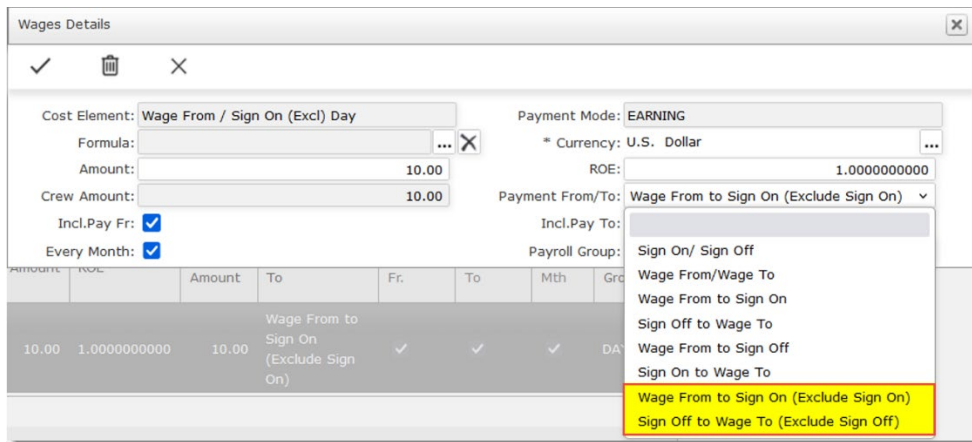 Wages Details
Cost Element: Wage From / Sign On (Excl) Day
Payment Mode: EARNING
Formula: ...
* Currency: U.S. Dollar ...
Amount: 10.00
ROE: 1.0000000000
Crew Amount: 10.00
Payment From/To: Wage From to Sign On (Exclude Sign On)
Incl.Pay Fr:
Incl.Pay To:
Every Month:
Payroll Group:
Sign On/ Sign Off
Wage From/Wage To
Wage From to Sign On
Sign Off to Wage To
Wage From to Sign Off
Sign On to Wage To
Wage From to Sign On (Exclude Sign On)
Sign Off to Wage To (Exclude Sign Off)
Amount ROE Amount To Fr. To Mth
10.00 1.0000000000 10.00
Wage From to
Sign On
(Exclude Sign
On)